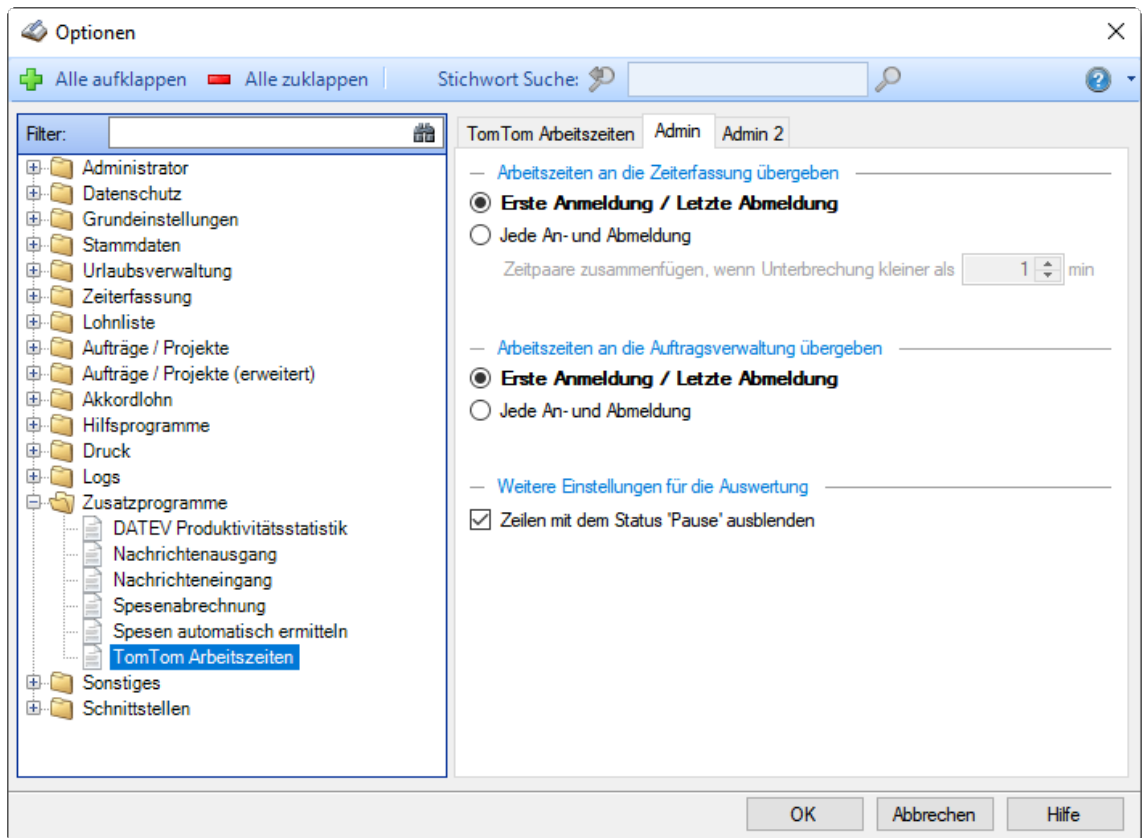 Optionen
Alle aufklappen Alle zuklappen Stichwort Suche:
Filter:
Administrator
Datenschutz
Grundeinstellungen
Stammdaten
Urlaubsverwaltung
Zeiterfassung
Lohnliste
Aufträge / Projekte
Aufträge / Projekte (erweitert)
Akkordlohn
Hilfsprogramme
Druck
Logs
Zusatzprogramme
DATEV Produktivitätsstatistik
Nachrichtenausgang
Nachrichteneingang
Spesenabrechnung
Spesen automatisch ermitteln
TomTom Arbeitszeiten
Sonstiges
Schnittstellen
TomTom Arbeitszeiten Admin Admin 2
Arbeitszeiten an die Zeiterfassung übergeben
Erste Anmeldung / Letzte Abmeldung
Jede An- und Abmeldung
Zeitpaare zusammenfügen, wenn Unterbrechung kleiner als 1 min
Arbeitszeiten an die Auftragsverwaltung übergeben
Erste Anmeldung / Letzte Abmeldung
Jede An- und Abmeldung
Weitere Einstellungen für die Auswertung
Zeilen mit dem Status "Pause" ausblenden
OK Abbrechen Hilfe